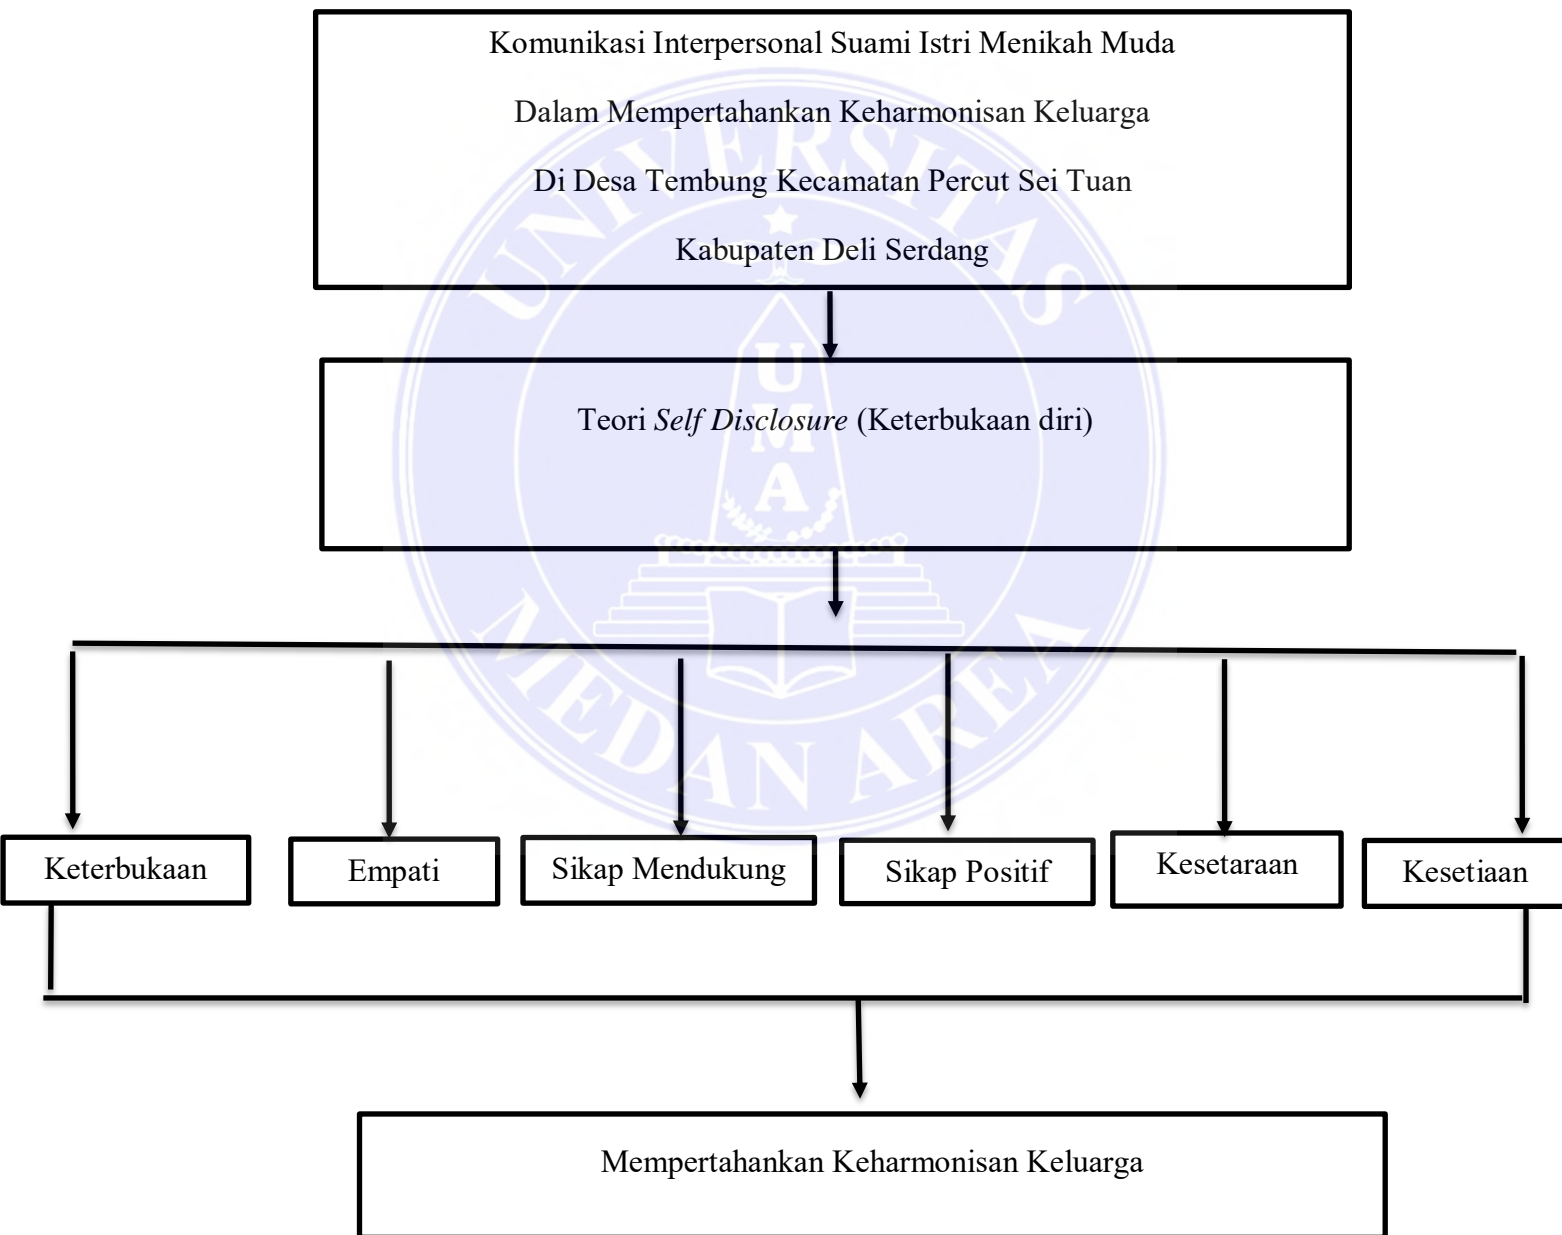 Komunikasi Interpersonal Suami Istri Menikah Muda
Dalam Mempertahankan Keharmonisan Keluarga
Di Desa Tembung Kecamatan Percut Sei Tuan
Kabupaten Deli Serdang
UNIVERSITAS
U
M
A
MEDAN AREA
Teori Self Disclosure (Keterbukaan diri)
Keterbukaan
Empati
Sikap Mendukung
Sikap Positif
Kesetaraan
Kesetiaan
Mempertahankan Keharmonisan Keluarga